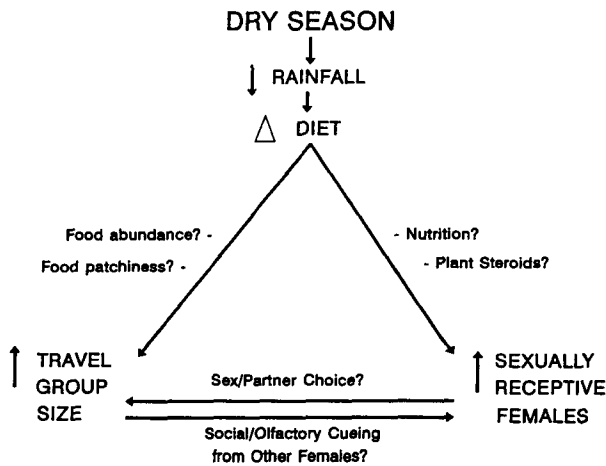 DRY SEASON
RAINFALL
DIET
Food abundance? -
- Nutrition?
Food patchiness? -
- Plant Steroids?
TRAVEL
GROUP
SIZE
Sex/Partner Choice?
SEXUALLY
RECEPTIVE
FEMALES
Social/Olfactory Cueing
from Other Females?